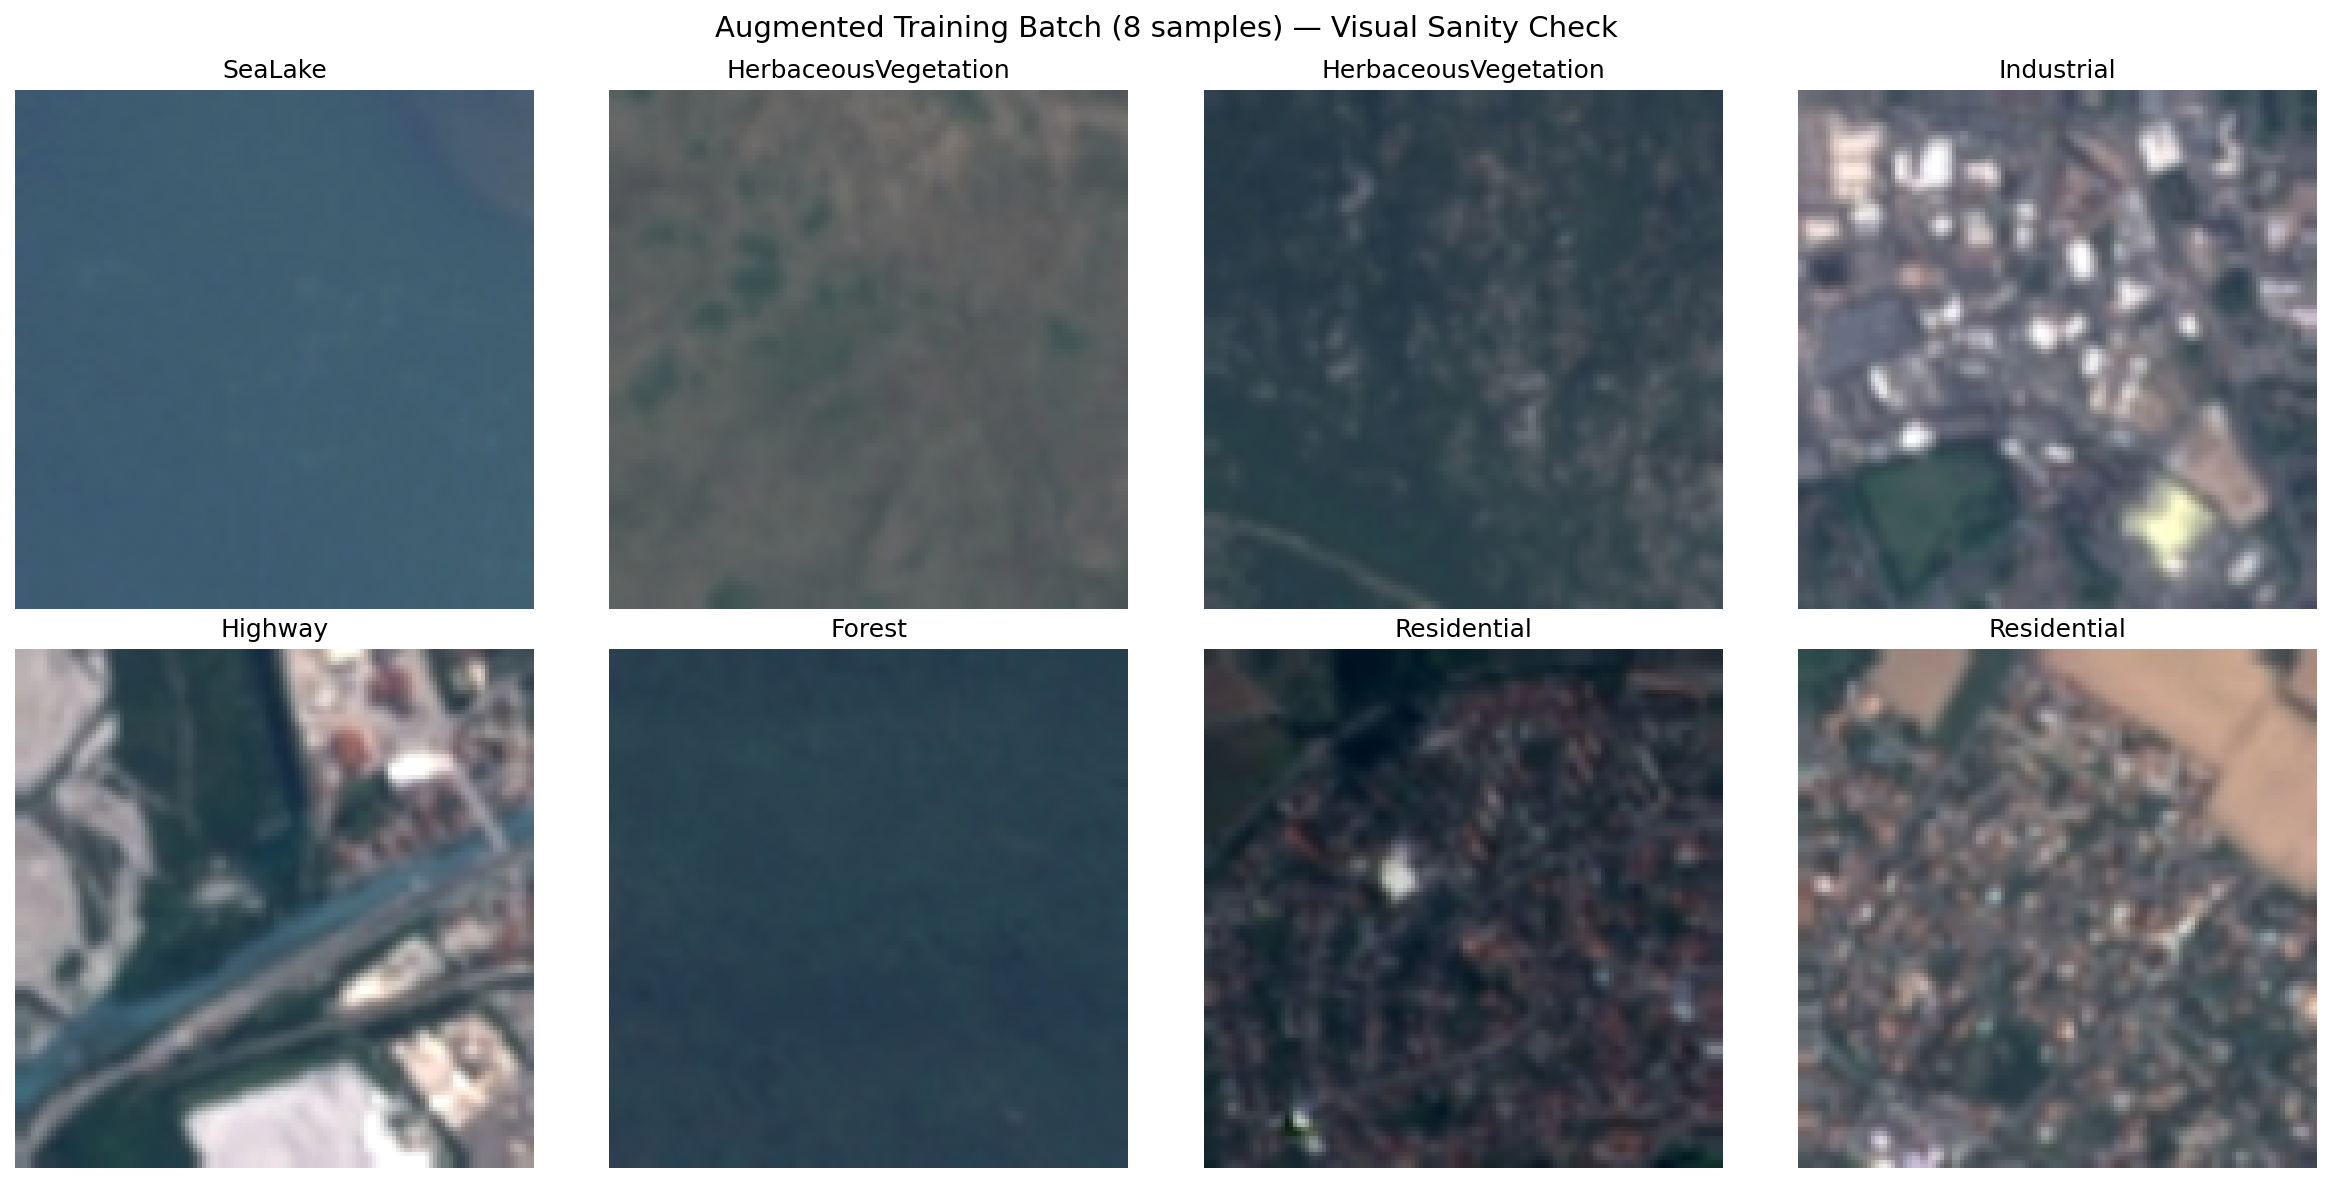 Augmented Training Batch (8 samples) — Visual Sanity Check
SeaLake
HerbaceousVegetation
HerbaceousVegetation
Industrial
Highway
Forest
Residential
Residential